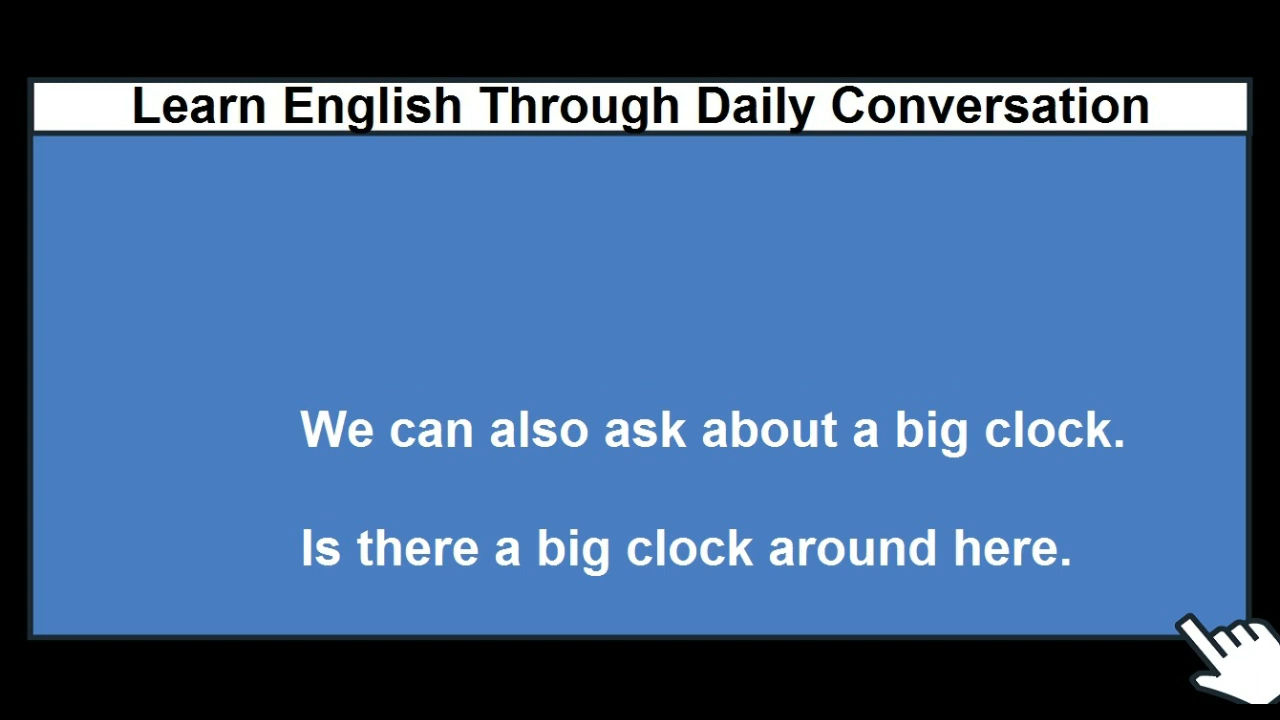 Learn English Through Daily Conversation
We can also ask about a big clock.
Is there a big clock around here.